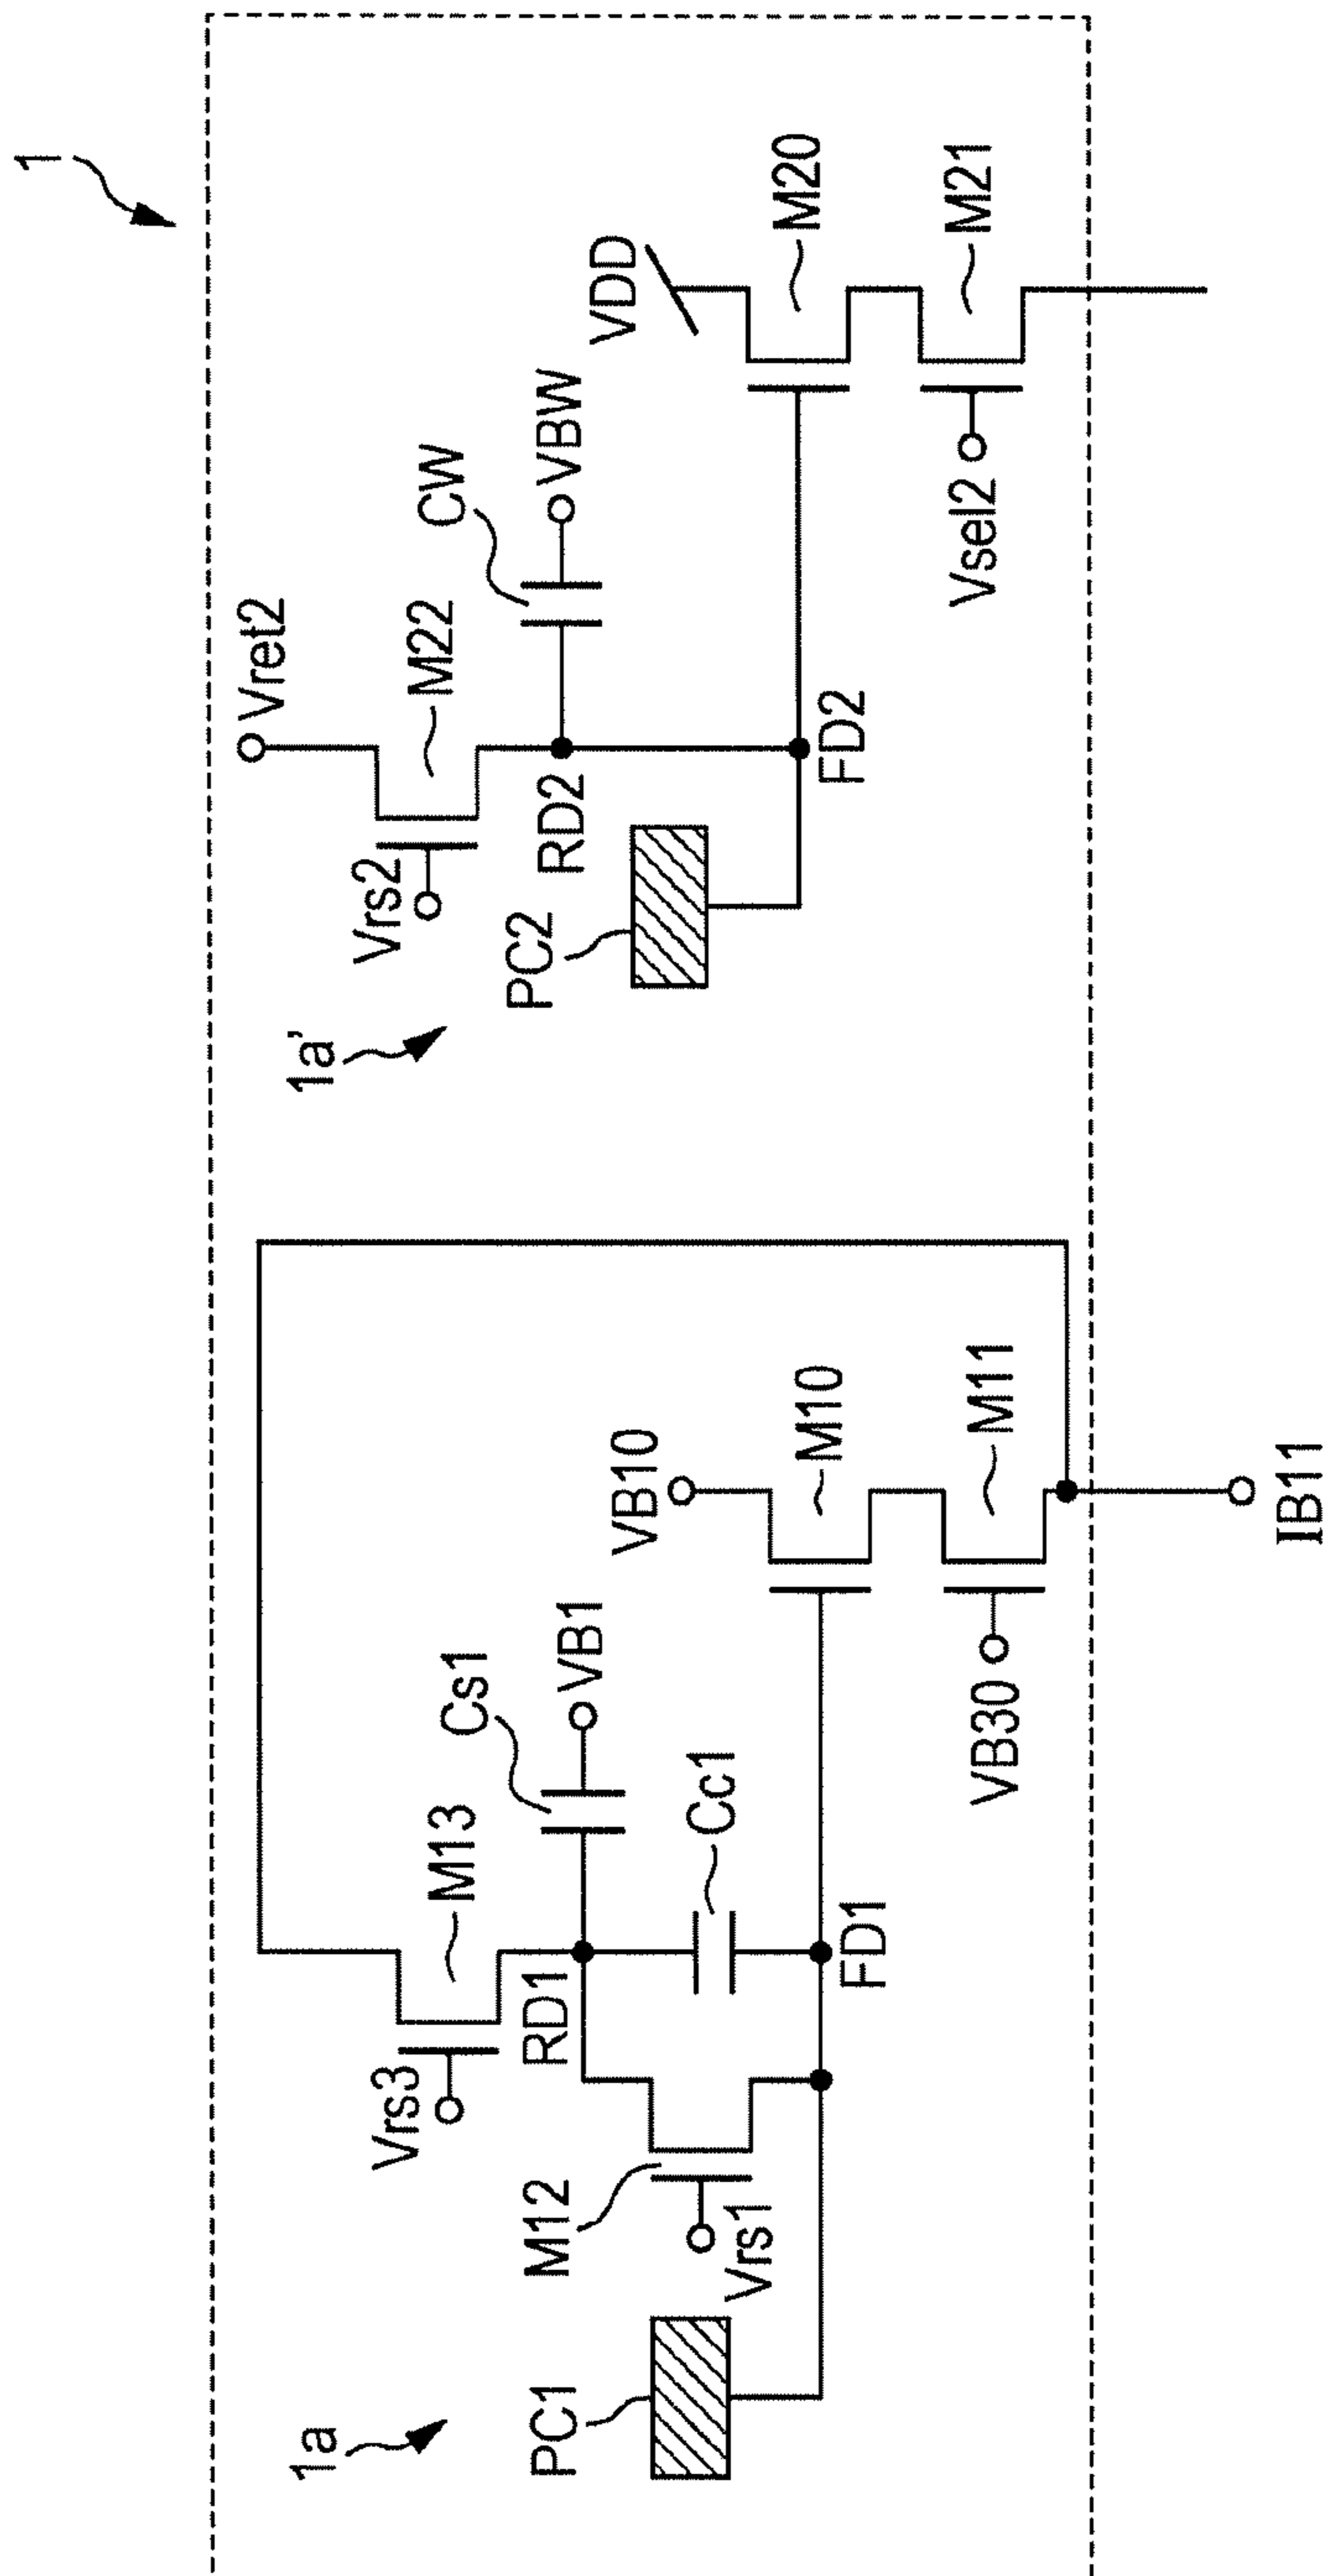 1
1a
Vrs3
M13
Cs1
VB1
RD1
M12
Vrs1
Cc1
PC1
FD1
VB10
M10
M11
VB30
IB11
1a'
Vret2
Vrs2
M22
CW
VBW
RD2
PC2
FD2
VDD
M20
M21
Vsel2